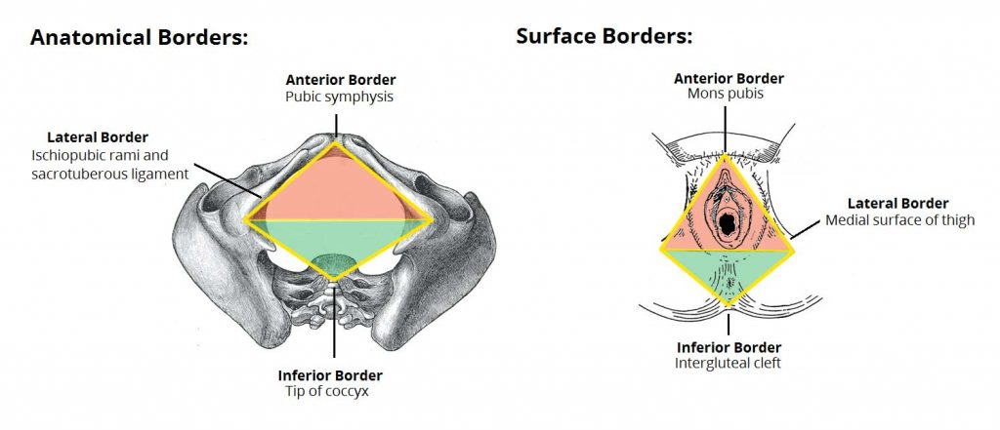 Anatomical Borders:
Anterior Border
Pubic symphysis
Lateral Border
Ischiopubic rami and
sacrotuberous ligament
Inferior Border
Tip of coccyx
Surface Borders:
Anterior Border
Mons pubis
Lateral Border
Medial surface of thigh
Inferior Border
Intergluteal cleft